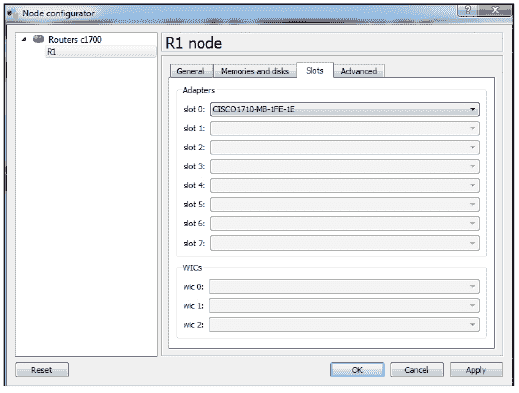 Node configurator
Routers c1700
R1
R1 node
General Memories and disks Slots Advanced
Adapters
slot 0: CISCO1710-MB-1FE-1E
slot 1:
slot 2:
slot 3:
slot 4:
slot 5:
slot 6:
slot 7:
WICs
wic 0:
wic 1:
wic 2:
Reset OK Cancel Apply